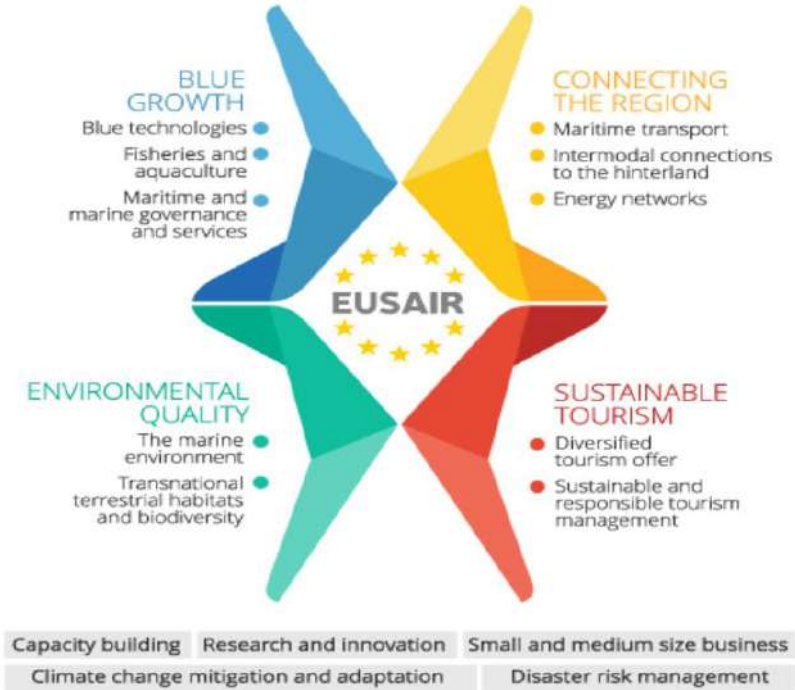 BLUE
GROWTH
Blue technologies
Fisheries and
aquaculture
Maritime and
marine governance
and services
CONNECTING
THE REGION
Maritime transport
Intermodal connections
to the hinterland
Energy networks
EUSAIR
ENVIRONMENTAL
QUALITY
The marine
environment
Transnational
terrestrial habitats
and biodiversity
SUSTAINABLE
TOURISM
Diversified
tourism offer
Sustainable and
responsible tourism
management
Capacity building
Research and innovation
Small and medium size business
Climate change mitigation and adaptation
Disaster risk management